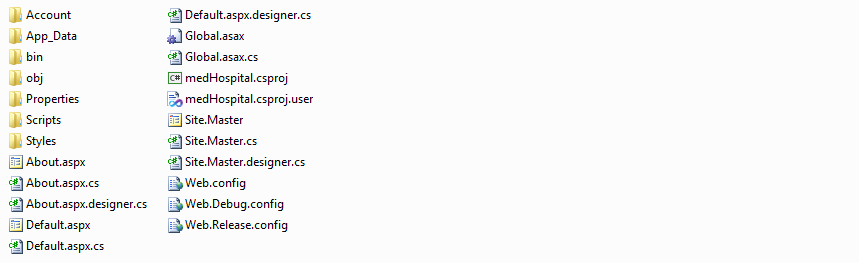 Account
App_Data
bin
obj
Properties
Scripts
Styles
About.aspx
About.aspx.cs
About.aspx.designer.cs
Default.aspx
Default.aspx.cs
Default.aspx.designer.cs
Global.asax
Global.asax.cs
medHospital.csproj
medHospital.csproj.user
Site.Master
Site.Master.cs
Site.Master.designer.cs
Web.config
Web.Debug.config
Web.Release.config